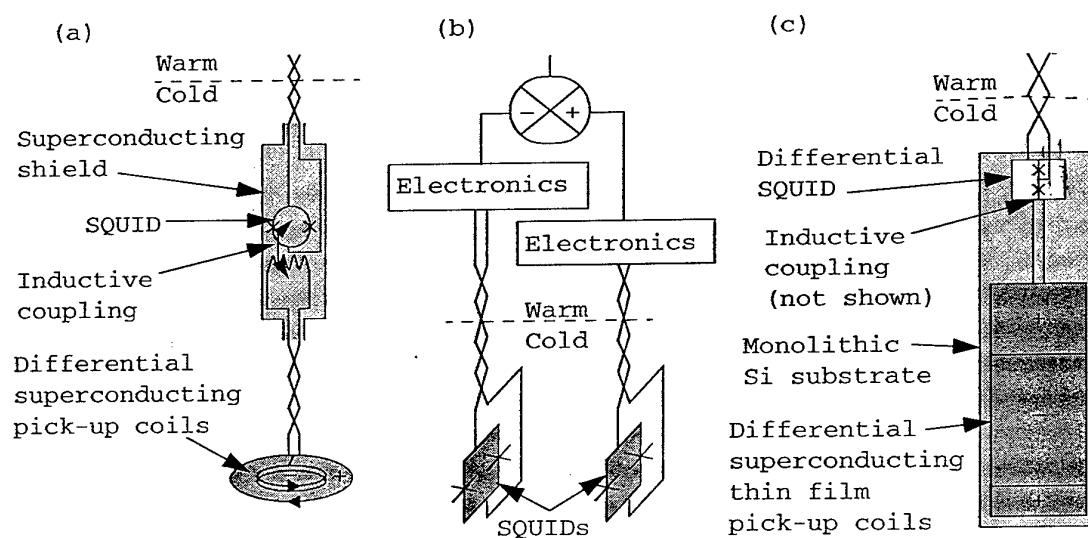 (a)
Warm
Cold
Superconducting
shield
SQUID
Inductive
coupling
Differential
superconducting
pick-up coils
+
(b)
− +
Electronics
Electronics
Warm
Cold
SQUIDs
(c)
Warm
Cold
Differential
SQUID
Inductive
coupling
(not shown)
Monolithic
Si substrate
Differential
superconducting
thin film
pick-up coils
+
−
+